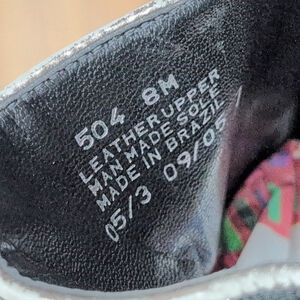 504 8M
LEATHER UPPER
MAN MADE SOLE
MADE IN BRAZIL
05/3 09/05